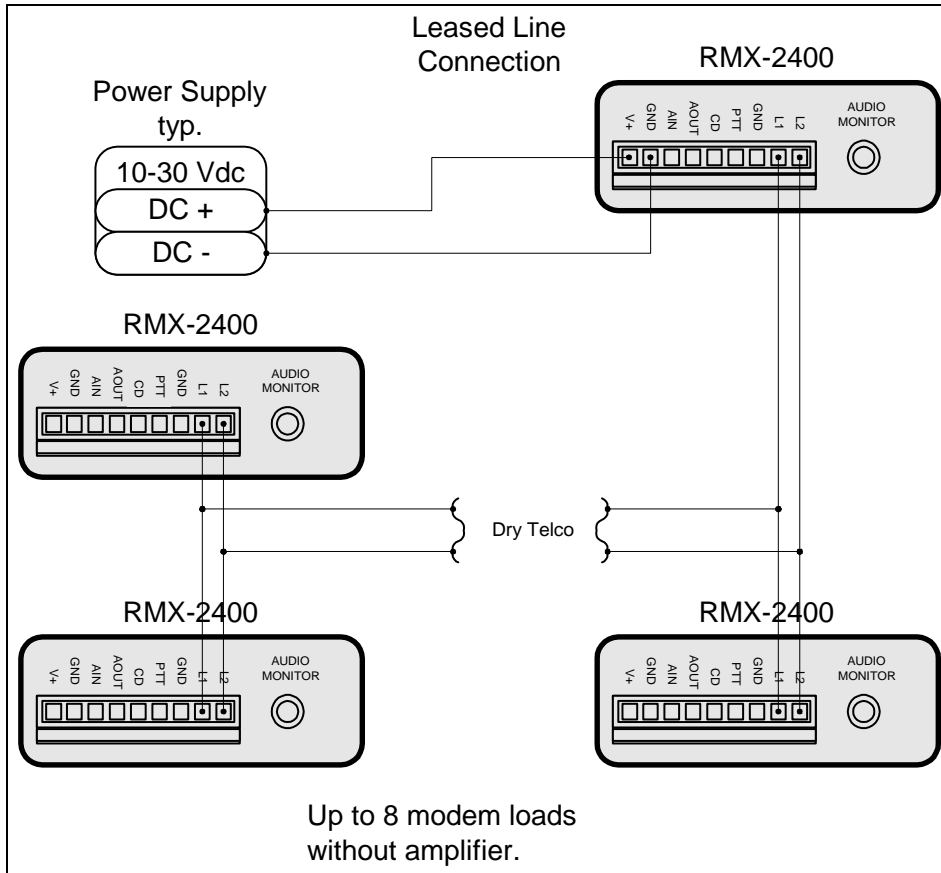 Leased Line
Connection
RMX-2400
V+ GND AIN AOUT CD PTT GND L1 L2
AUDIO
MONITOR
Power Supply
typ.
10-30 Vdc
DC +
DC -
RMX-2400
V+ GND AIN AOUT CD PTT GND L1 L2
AUDIO
MONITOR
Dry Telco
RMX-2400
V+ GND AIN AOUT CD PTT GND L1 L2
AUDIO
MONITOR
RMX-2400
V+ GND AIN AOUT CD PTT GND L1 L2
AUDIO
MONITOR
Up to 8 modem loads
without amplifier.